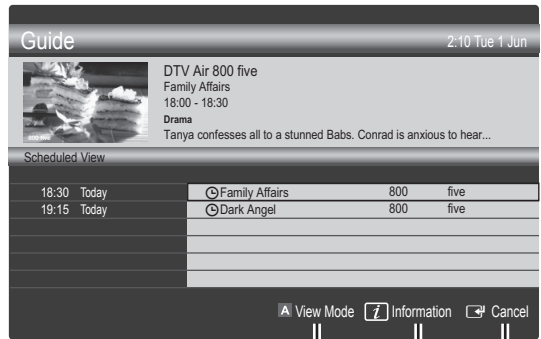 Guide
2:10 Tue 1 Jun
DTV Air 800 five
Family Affairs
18:00 - 18:30
Drama
Tanya confesses all to a stunned Babs. Conrad is anxious to hear...
Scheduled View
18:30 Today Family Affairs 800 five
19:15 Today Dark Angel 800 five
A View Mode i Information Cancel